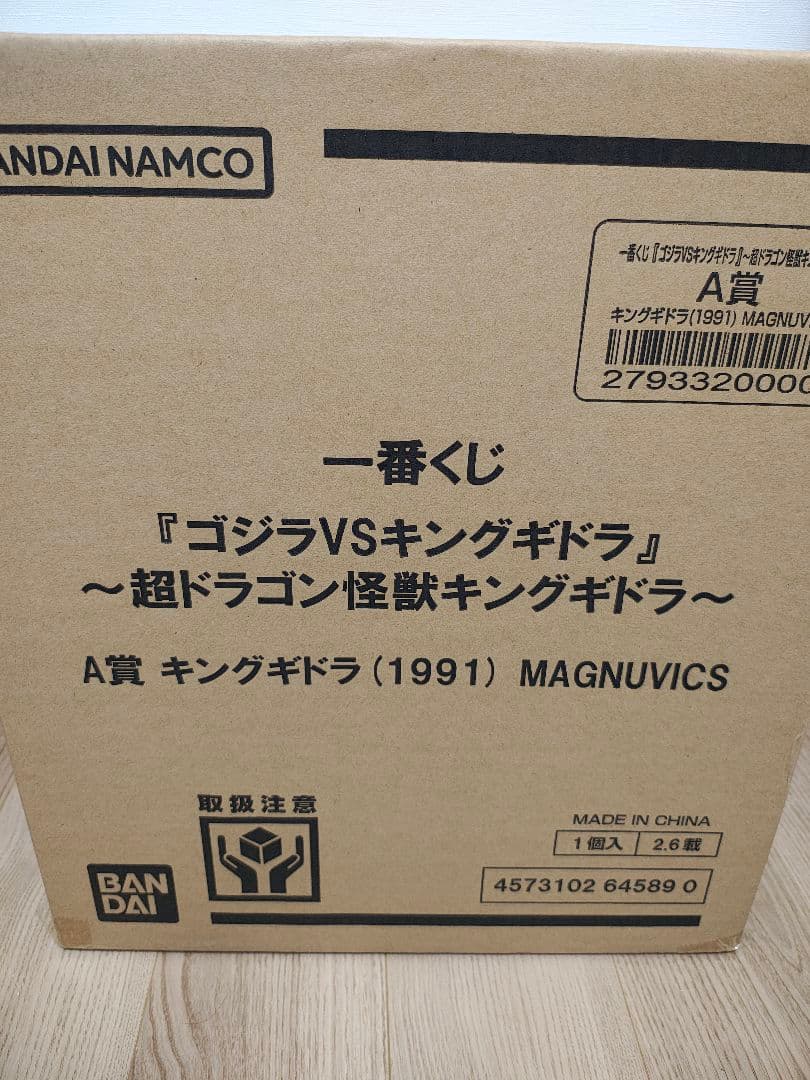 ANDAI NAMCO
一番くじ『ゴジラVSキングギドラ』~超ドラゴン怪獣キ
A賞
キングギドラ(1991) MAGNUV
2793320000
一番くじ
『ゴジラVSキングギドラ』
~超ドラゴン怪獣キングギドラ~
A賞 キングギドラ(1991) MAGNUVICS
取扱注意
MADE IN CHINA
1個入 2.6載
4573102 64589 0
BAN
DAI